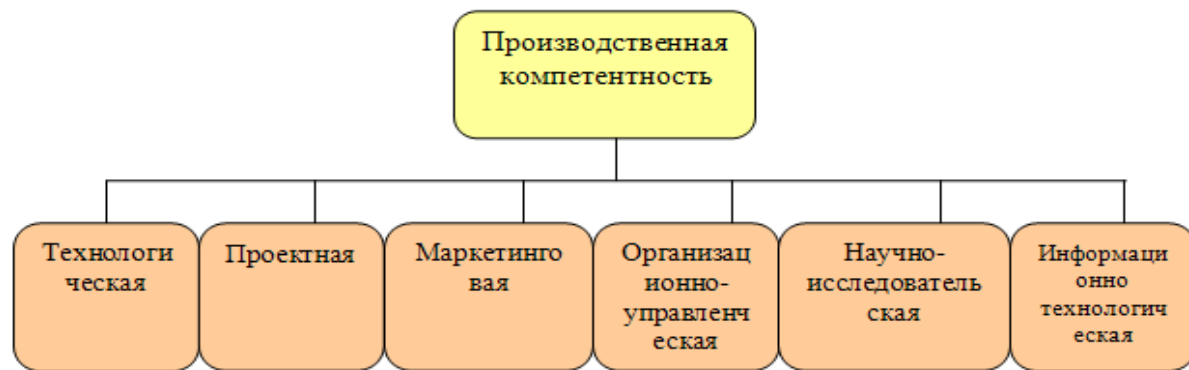 Производственная
компетентность
Технологи
ческая
Проектная
Маркетинго
вая
Организац
ионно-
управленч
еская
Научно-
исследователь
ская
Информаци
онно
технологич
еская